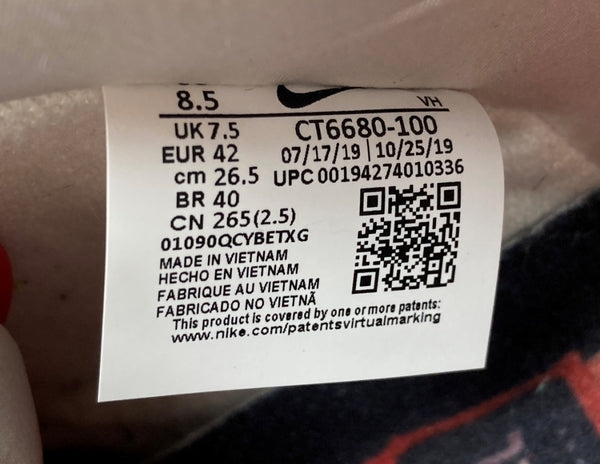 8.5
VH
UK 7.5 CT6680-100
EUR 42 07/17/19 | 10/25/19
cm 26.5 UPC 00194274010336
BR 40
CN 265(2.5)
01090QCYBETXG
MADE IN VIETNAM
HECHO EN VIETNAM
FABRIQUE AU VIETNAM
FABRICADO NO VIETNÃ
This product is covered by one or more patents:
www.nike.com/patentsvirtualmarking